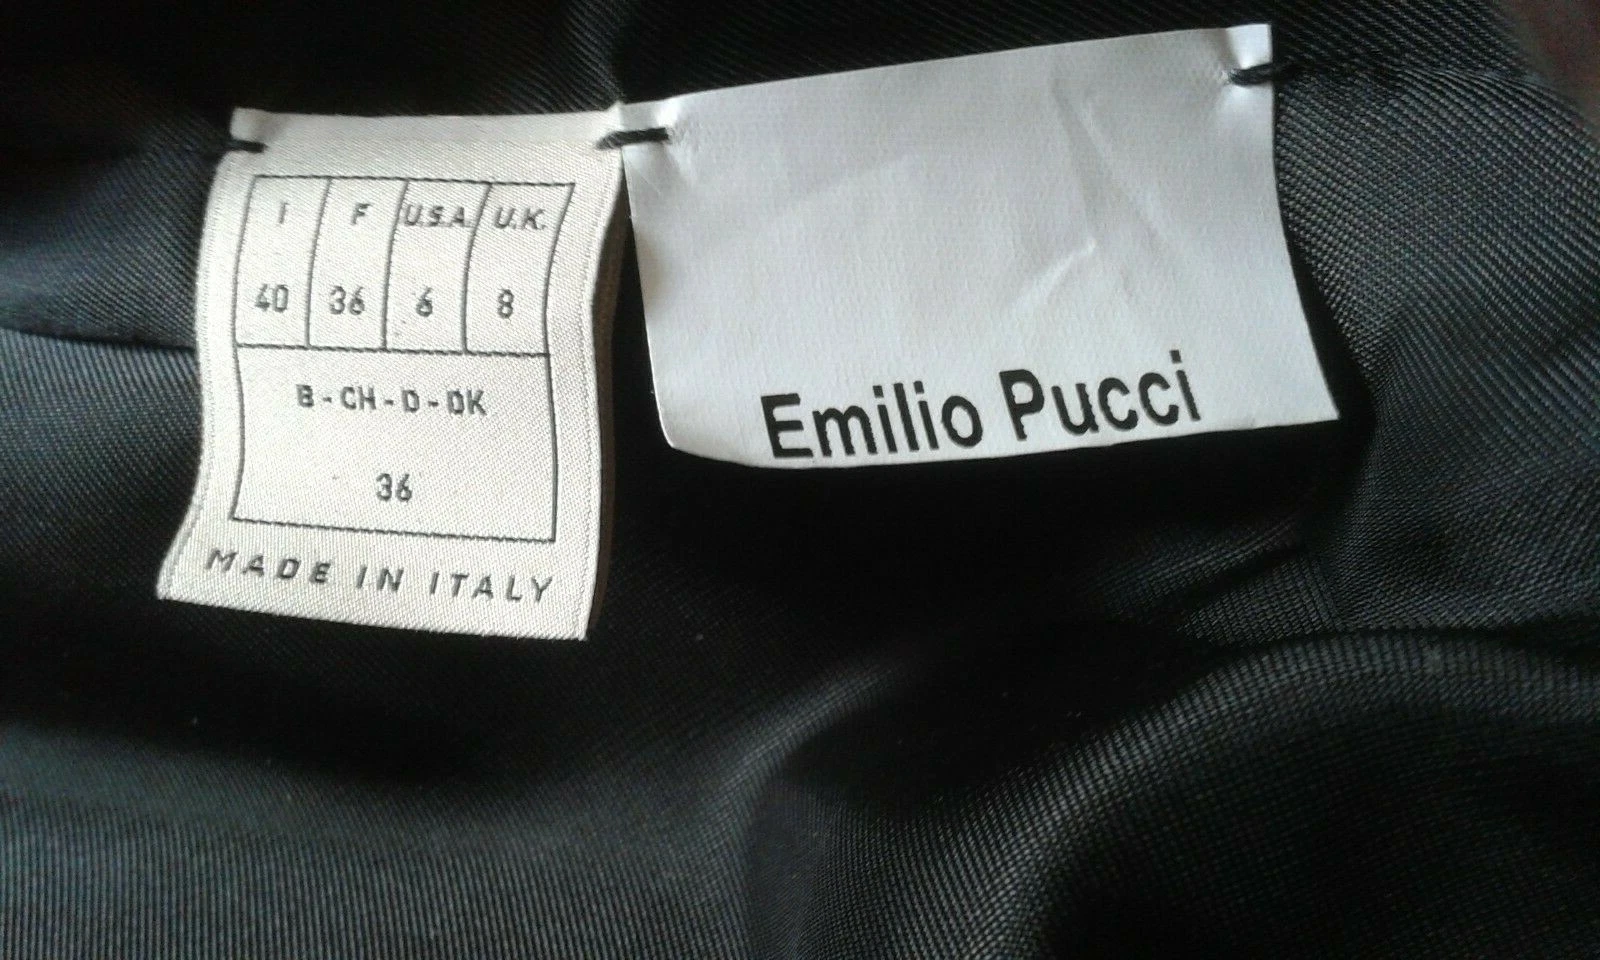 I F U.S.A. U.K.
40 36 6 8
B - CH - D - DK
36
MADE IN ITALY
Emilio Pucci